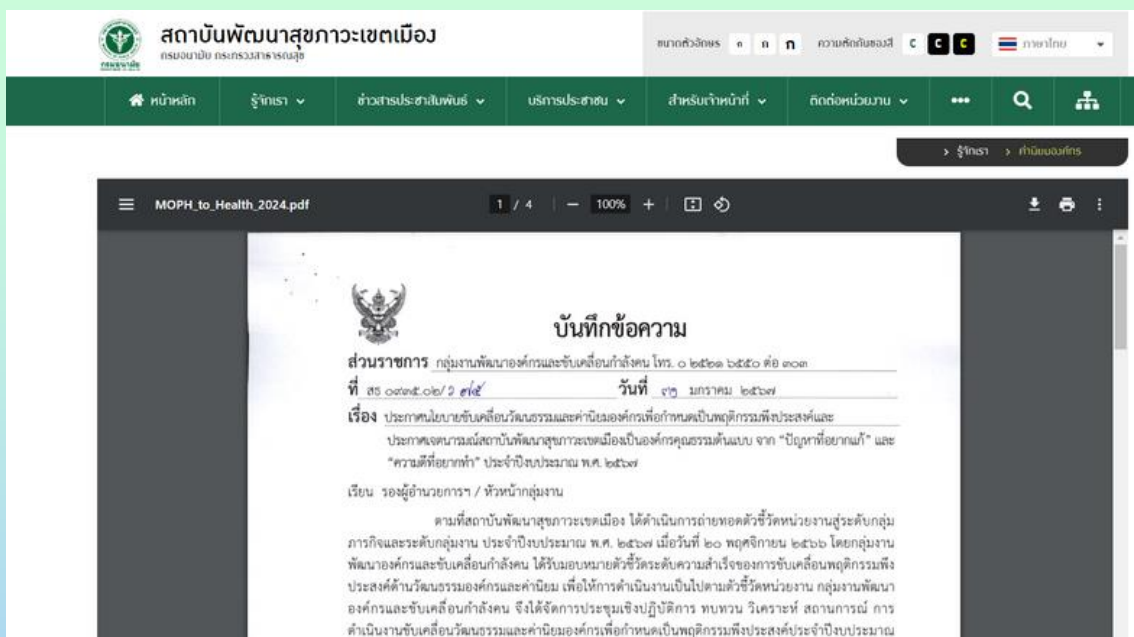 สถาบันพัฒนาสุขภาวะเขตเมือง
กรมอนามัย กระทรวงสาธารณสุข
กรมอนามัย
ขนาดตัวอักษร ก ก ก ความตัดกันของสี C C C ภาษาไทย
หน้าหลัก รู้จักเรา ข่าวสารประชาสัมพันธ์ บริการประชาชน สำหรับเจ้าหน้าที่ ติดต่อหน่วยงาน
> รู้จักเรา > ค่านิยมองค์กร
MOPH_to_Health_2024.pdf 1 / 4 100%
บันทึกข้อความ
ส่วนราชการ กลุ่มงานพัฒนาองค์กรและขับเคลื่อนกำลังคน โทร. ๐ ๒๕๒๑ ๖๕๕๐ ต่อ ๓๐๓
ที่ สธ ๐๙๓๕.๐๒/ วันที่ มกราคม ๒๕๖๗
เรื่อง ประกาศนโยบายขับเคลื่อนวัฒนธรรมและค่านิยมองค์กรเพื่อกำหนดเป็นพฤติกรรมพึงประสงค์และ
ประกาศเจตนารมณ์สถาบันพัฒนาสุขภาวะเขตเมืองเป็นองค์กรคุณธรรมต้นแบบ จาก “ปัญหาที่อยากแก้” และ
“ความดีที่อยากทำ” ประจำปีงบประมาณ พ.ศ. ๒๕๖๗
เรียน รองผู้อำนวยการฯ / หัวหน้ากลุ่มงาน
ตามที่สถาบันพัฒนาสุขภาวะเขตเมือง ได้ดำเนินการถ่ายทอดตัวชี้วัดหน่วยงานสู่ระดับกลุ่ม
ภารกิจและระดับกลุ่มงาน ประจำปีงบประมาณ พ.ศ. ๒๕๖๗ เมื่อวันที่ ๒๐ พฤศจิกายน ๒๕๖๖ โดยกลุ่มงาน
พัฒนาองค์กรและขับเคลื่อนกำลังคน ได้รับมอบหมายตัวชี้วัดระดับความสำเร็จของการขับเคลื่อนพฤติกรรมพึง
ประสงค์ด้านวัฒนธรรมองค์กรและค่านิยม เพื่อให้การดำเนินงานเป็นไปตามตัวชี้วัดหน่วยงาน กลุ่มงานพัฒนา
องค์กรและขับเคลื่อนกำลังคน จึงได้จัดการประชุมเชิงปฏิบัติการ ทบทวน วิเคราะห์ สถานการณ์ การ
ดำเนินงานขับเคลื่อนวัฒนธรรมและค่านิยมองค์กรเพื่อกำหนดเป็นพฤติกรรมพึงประสงค์ประจำปีงบประมาณ